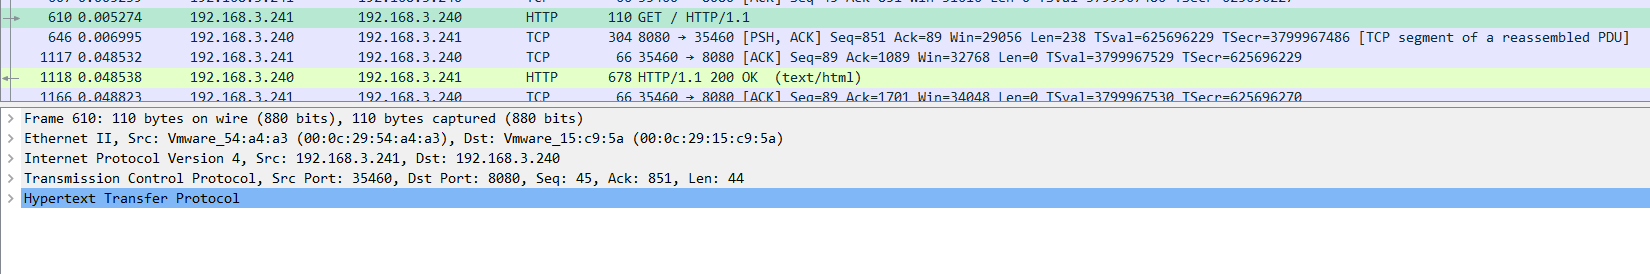 610 0.005274 192.168.3.241 192.168.3.240 HTTP 110 GET / HTTP/1.1
646 0.006995 192.168.3.240 192.168.3.241 TCP 304 8080 → 35460 [PSH, ACK] Seq=851 Ack=89 Win=29056 Len=238 TSval=625696229 TSecr=3799967486 [TCP segment of a reassembled PDU]
1117 0.048532 192.168.3.241 192.168.3.240 TCP 66 35460 → 8080 [ACK] Seq=89 Ack=1089 Win=32768 Len=0 TSval=3799967529 TSecr=625696229
1118 0.048538 192.168.3.240 192.168.3.241 HTTP 678 HTTP/1.1 200 OK (text/html)
1166 0.048823 192.168.3.241 192.168.3.240 TCP 66 35460 → 8080 [ACK] Seq=89 Ack=1701 Win=34048 Len=0 TSval=3799967530 TSecr=625696270
Frame 610: 110 bytes on wire (880 bits), 110 bytes captured (880 bits)
Ethernet II, Src: Vmware_54:a4:a3 (00:0c:29:54:a4:a3), Dst: Vmware_15:c9:5a (00:0c:29:15:c9:5a)
Internet Protocol Version 4, Src: 192.168.3.241, Dst: 192.168.3.240
Transmission Control Protocol, Src Port: 35460, Dst Port: 8080, Seq: 45, Ack: 851, Len: 44
Hypertext Transfer Protocol